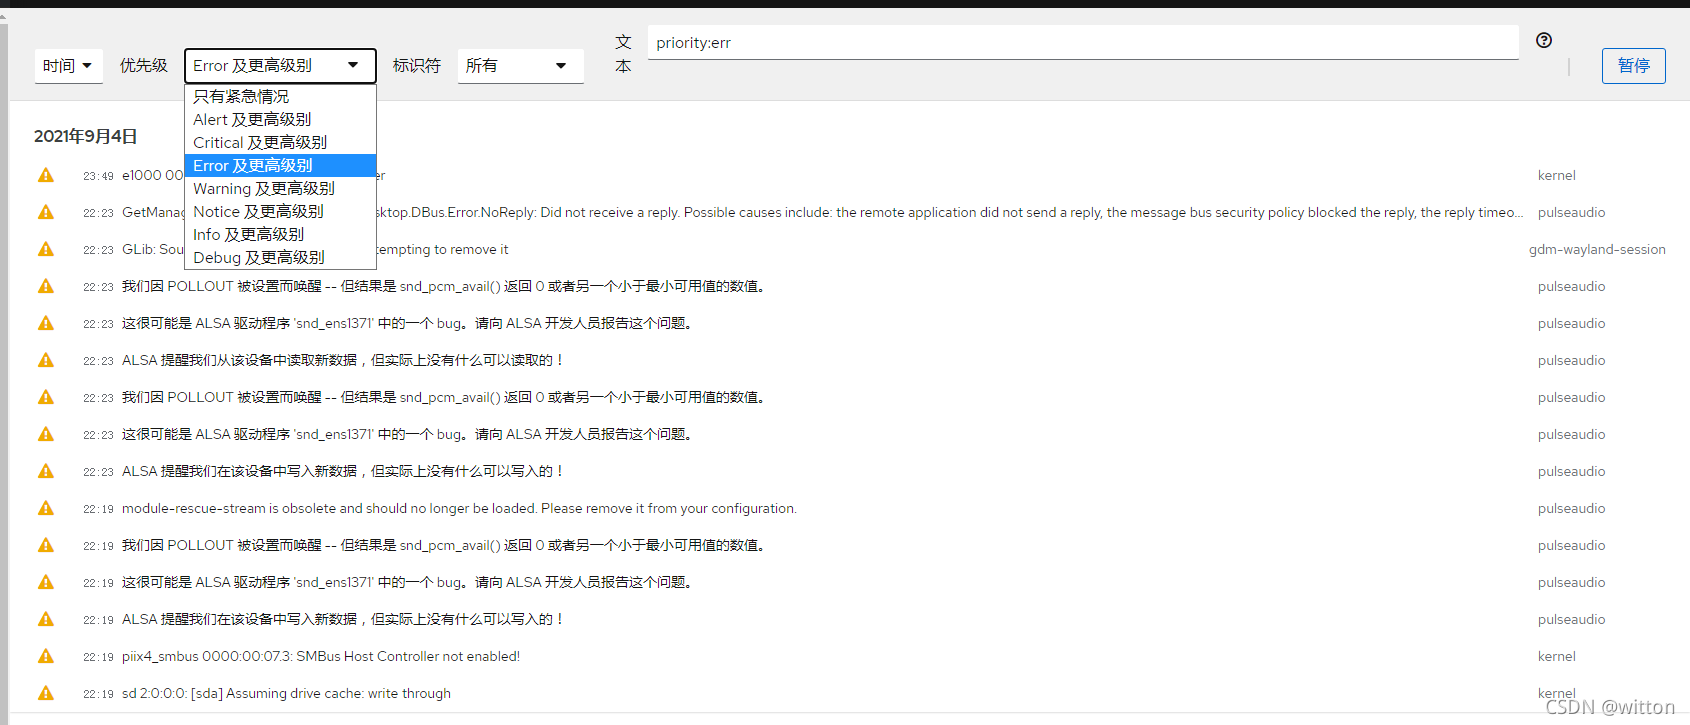 时间 优先级 Error 及更高级别 标识符 所有 文本 priority:err 暂停
只有紧急情况
Alert 及更高级别
Critical 及更高级别
Error 及更高级别
Warning 及更高级别
Notice 及更高级别
Info 及更高级别
Debug 及更高级别
2021年9月4日
23:49 e1000 00 er kernel
22:23 GetManag sktop.DBus.Error.NoReply: Did not receive a reply. Possible causes include: the remote application did not send a reply, the message bus security policy blocked the reply, the reply timeo... pulseaudio
22:23 GLib: Sou tempting to remove it gdm-wayland-session
22:23 我们因 POLLOUT 被设置而唤醒 -- 但结果是 snd_pcm_avail() 返回 0 或者另一个小于最小可用值的数值。 pulseaudio
22:23 这很可能是 ALSA 驱动程序 'snd_ens1371' 中的一个 bug。请向 ALSA 开发人员报告这个问题。 pulseaudio
22:23 ALSA 提醒我们从该设备中读取新数据，但实际上没有什么可以读取的！ pulseaudio
22:23 我们因 POLLOUT 被设置而唤醒 -- 但结果是 snd_pcm_avail() 返回 0 或者另一个小于最小可用值的数值。 pulseaudio
22:23 这很可能是 ALSA 驱动程序 'snd_ens1371' 中的一个 bug。请向 ALSA 开发人员报告这个问题。 pulseaudio
22:23 ALSA 提醒我们在该设备中写入新数据，但实际上没有什么可以写入的！ pulseaudio
22:19 module-rescue-stream is obsolete and should no longer be loaded. Please remove it from your configuration. pulseaudio
22:19 我们因 POLLOUT 被设置而唤醒 -- 但结果是 snd_pcm_avail() 返回 0 或者另一个小于最小可用值的数值。 pulseaudio
22:19 这很可能是 ALSA 驱动程序 'snd_ens1371' 中的一个 bug。请向 ALSA 开发人员报告这个问题。 pulseaudio
22:19 ALSA 提醒我们在该设备中写入新数据，但实际上没有什么可以写入的！ pulseaudio
22:19 piix4_smbus 0000:00:07.3: SMBus Host Controller not enabled! kernel
22:19 sd 2:0:0:0: [sda] Assuming drive cache: write through kernel
CSDN @witton